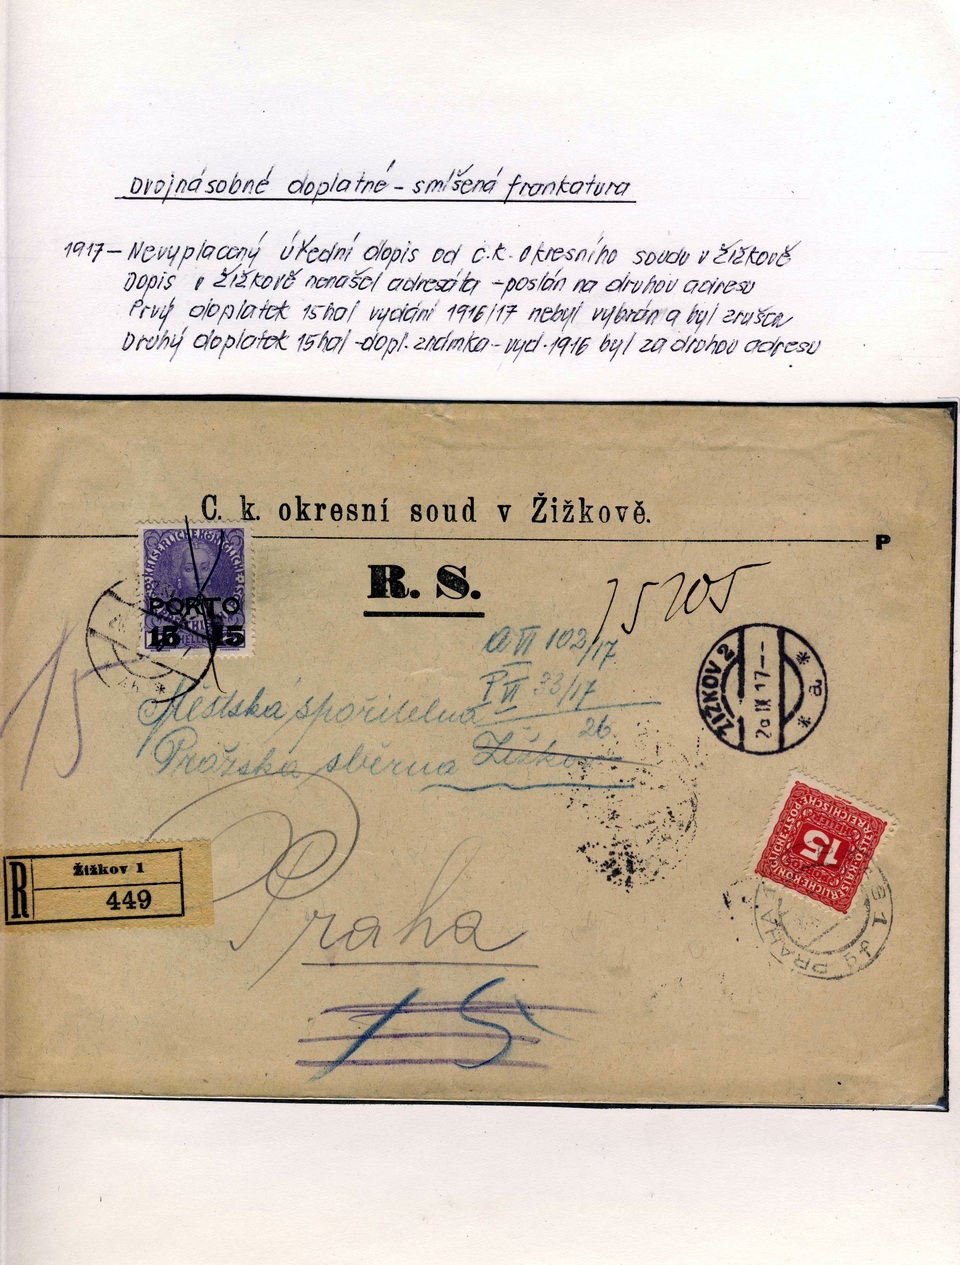 Dvojnásobné doplatné - smíšená frankatura
1917 - Nevyplacený úřední dopis od c.k. okresního soudu v Žižkově
Dopis v Žižkově nenašel adresáta - poslán na druhou adresu
Prvý doplatek 15 hal vydání 1916/17 nebyl vybrán a byl zrušen
Druhý doplatek 15 hal - dopl. známka - vyd. 1916 byl za druhou adresu
C. k. okresní soud v Žižkově.
P
R. S.
PORTO
15 15
15
A VI 102/17
P VI 33/17
26.
Městská spořitelna
Pražská sběrna Žižkov
ŽIŽKOV 2
IX 17
* a *
15
R
Žižkov 1
449
Praha
PRAHA
15